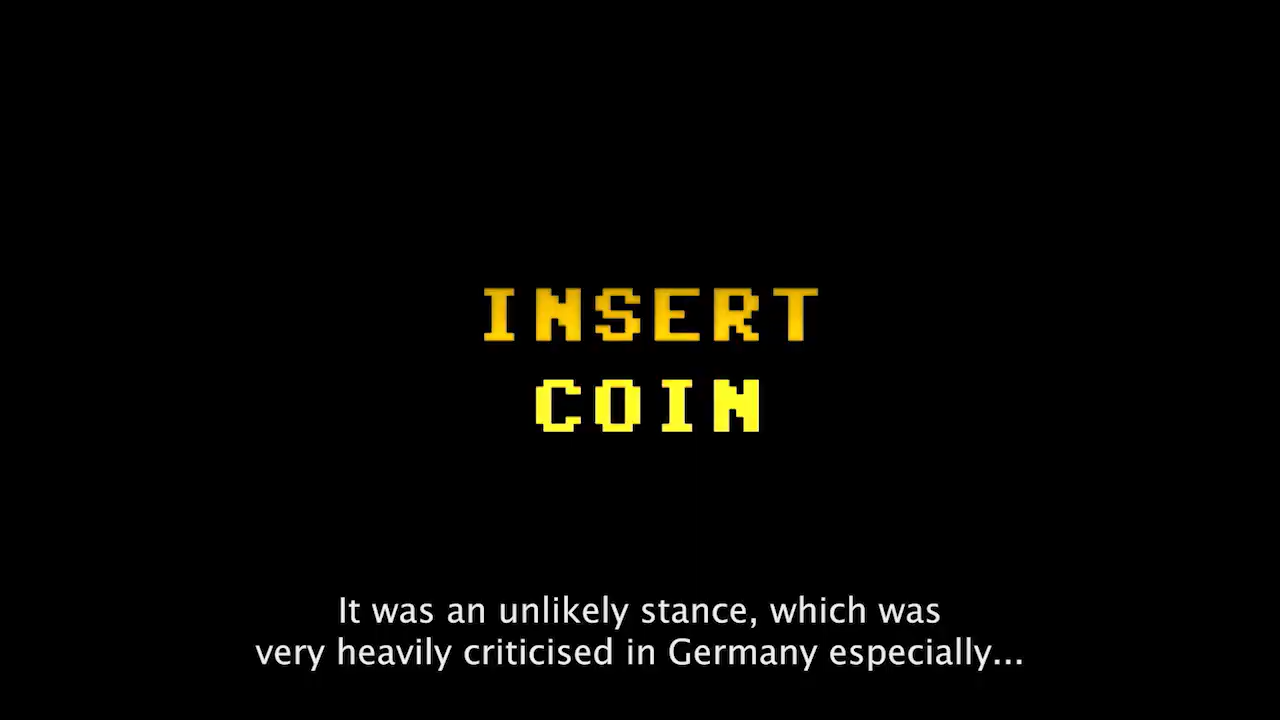 INSERT
COIN
It was an unlikely stance, which was
very heavily criticised in Germany especially...